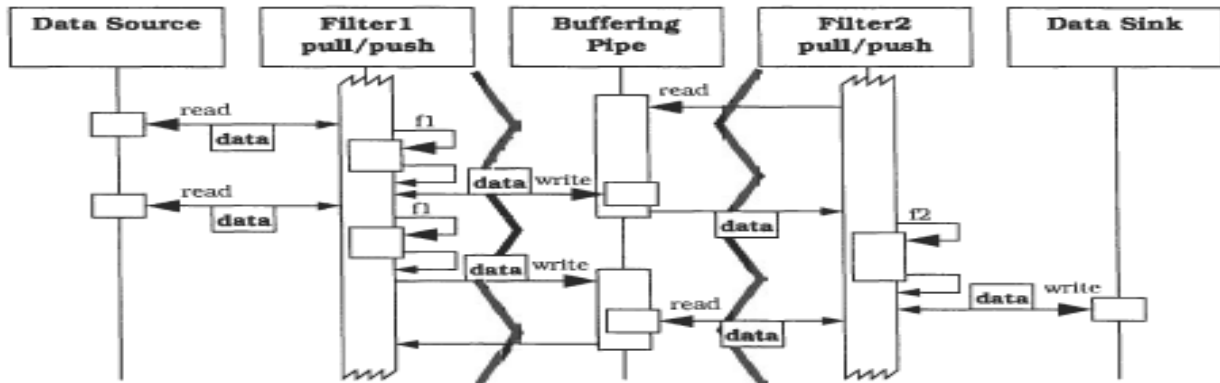 Data Source
Filter1
pull/push
Buffering
Pipe
Filter2
pull/push
Data Sink
read
data
f1
read
data write
read
data
f1
data
f2
data write
data write
read
data